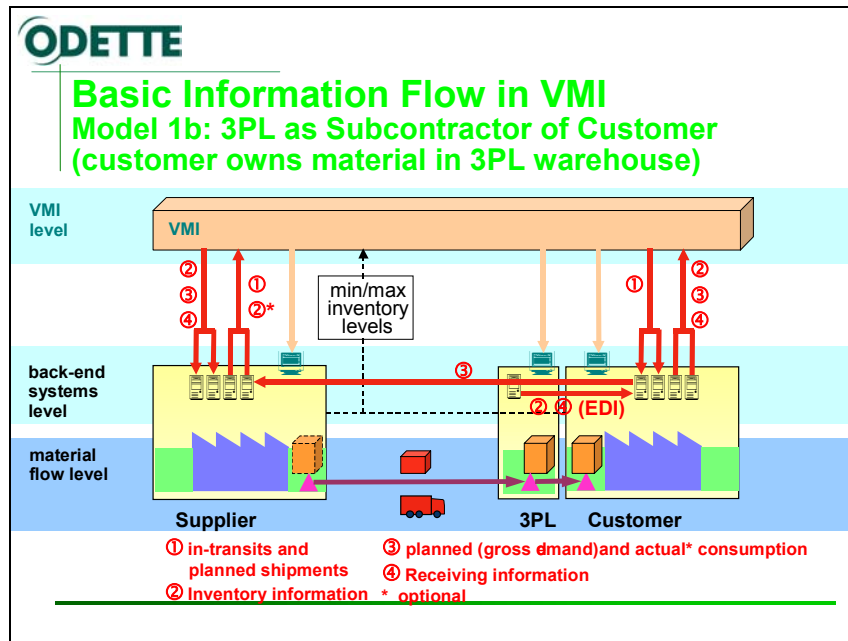 ODETTE
Basic Information Flow in VMI
Model 1b: 3PL as Subcontractor of Customer
(customer owns material in 3PL warehouse)
VMI
level
VMI
②
③
④
①
②*
min/max
inventory
levels
①
②
③
④
back-end
systems
level
③
② ④ (EDI)
material
flow level
Supplier
3PL
Customer
① in-transits and
planned shipments
② Inventory information
③ planned (gross demand)and actual* consumption
④ Receiving information
* optional